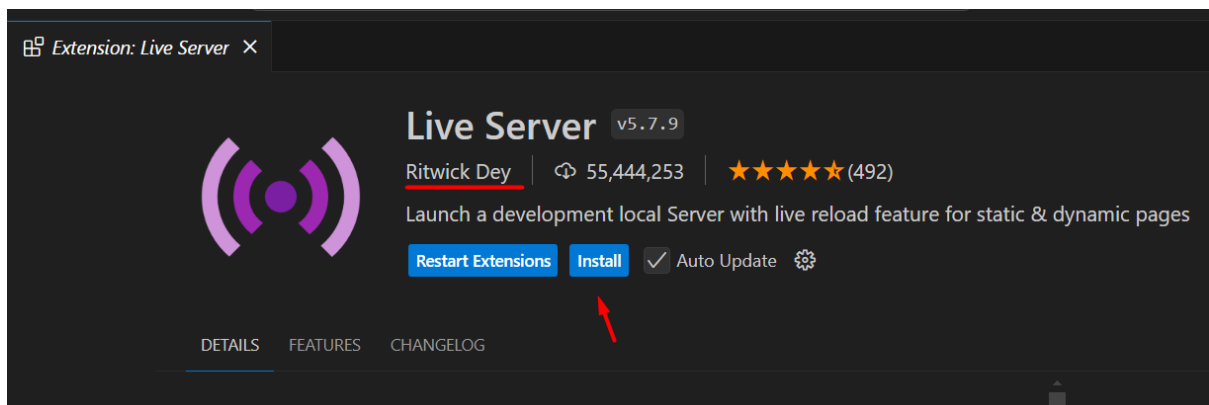 Extension: Live Server
Live Server v5.7.9
Ritwick Dey 55,444,253 (492)
Launch a development local Server with live reload feature for static & dynamic pages
Restart Extensions Install Auto Update
DETAILS FEATURES CHANGELOG